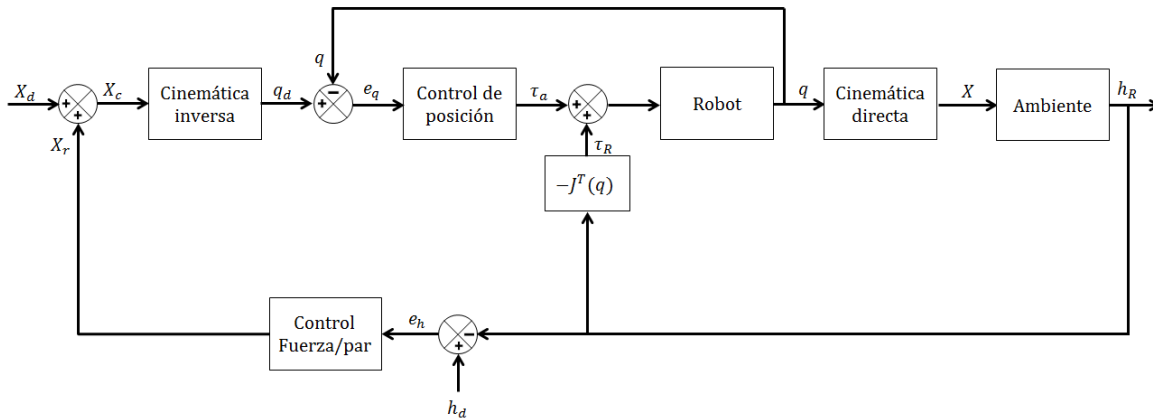 q
X_d
+
+
X_c
Cinemática
inversa
q_d
+
−
e_q
Control de
posición
τ_a
+
+
Robot
q
Cinemática
directa
X
Ambiente
h_R
X_r
τ_R
−J^T(q)
Control
Fuerza/par
e_h
−
+
h_d